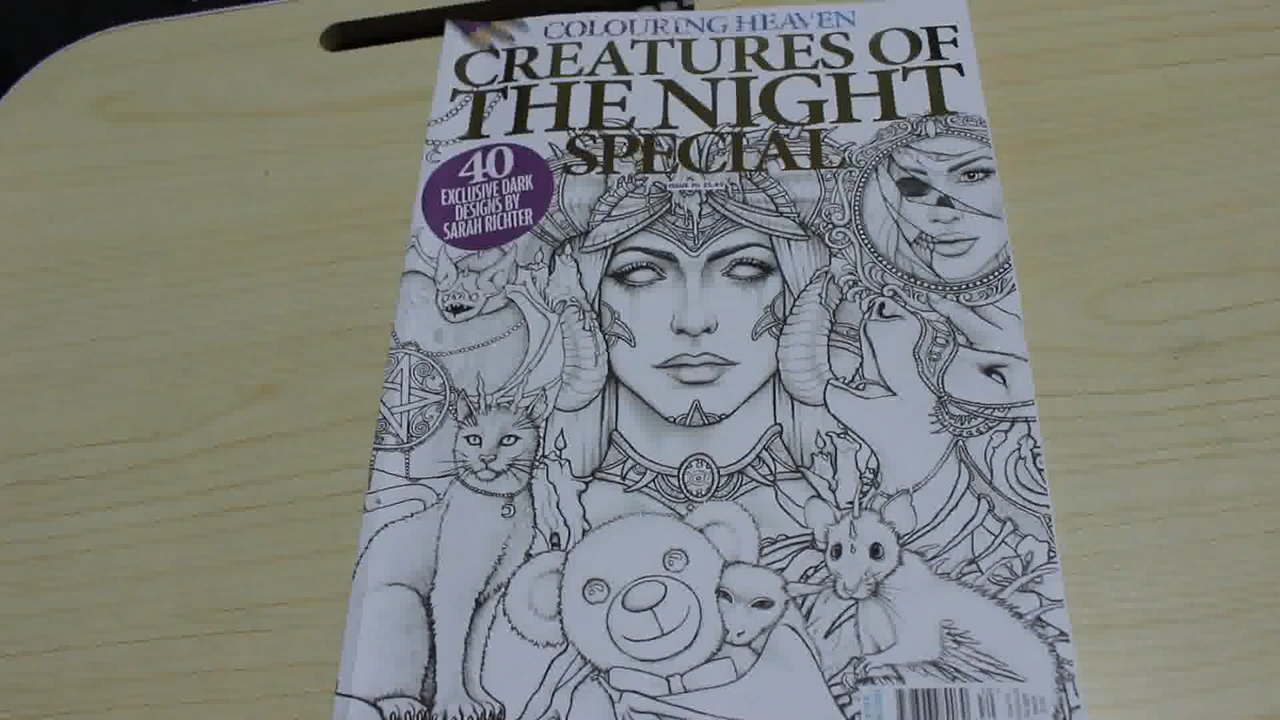 COLOURING HEAVEN
CREATURES OF
THE NIGHT
SPECIAL
40
EXCLUSIVE DARK
DESIGNS BY
SARAH RICHTER